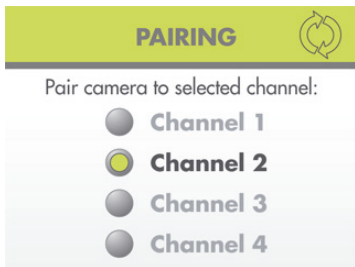 PAIRING
Pair camera to selected channel:
Channel 1
Channel 2
Channel 3
Channel 4